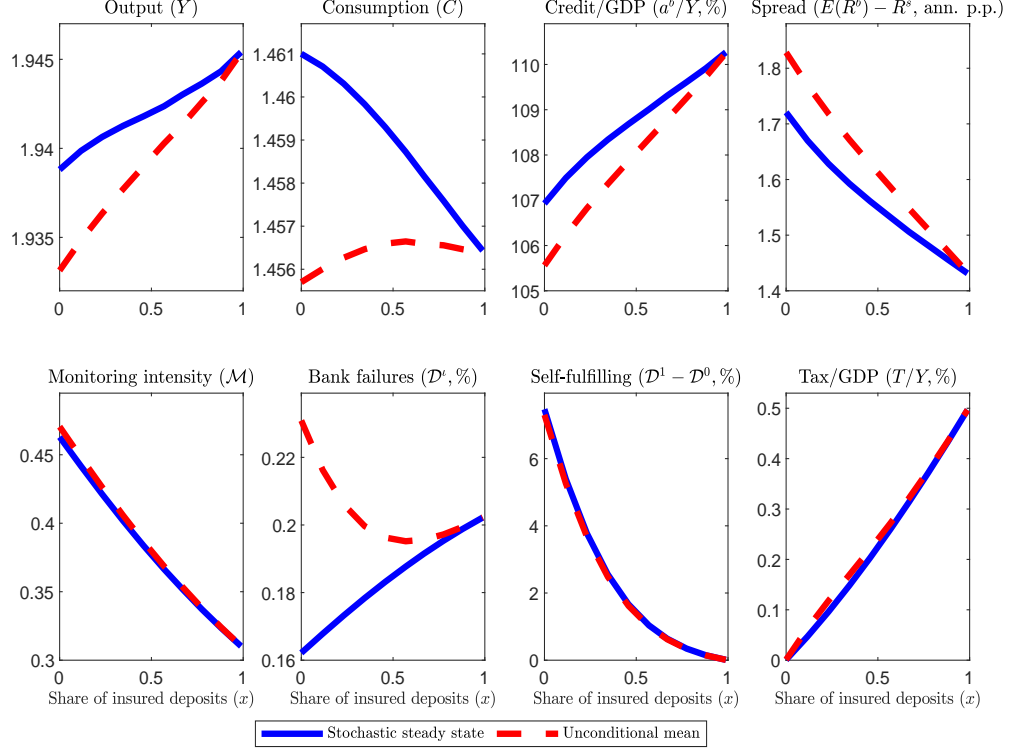 Output (Y)
1.945
1.94
1.935
0 0.5 1
Consumption (C)
1.461
1.46
1.459
1.458
1.457
1.456
0 0.5 1
Credit/GDP (a^b/Y, %)
110
109
108
107
106
105
0 0.5 1
Spread (E(R^b) − R^s, ann. p.p.)
1.8
1.7
1.6
1.5
1.4
0 0.5 1
Monitoring intensity (ℳ)
0.45
0.4
0.35
0.3
0 0.5 1
Share of insured deposits (x)
Bank failures (𝒟^ι, %)
0.22
0.2
0.18
0.16
0 0.5 1
Share of insured deposits (x)
Self-fulfilling (𝒟^1 − 𝒟^0, %)
6
4
2
0
0 0.5 1
Share of insured deposits (x)
Tax/GDP (T/Y, %)
0.5
0.4
0.3
0.2
0.1
0
0 0.5 1
Share of insured deposits (x)
Stochastic steady state
Unconditional mean